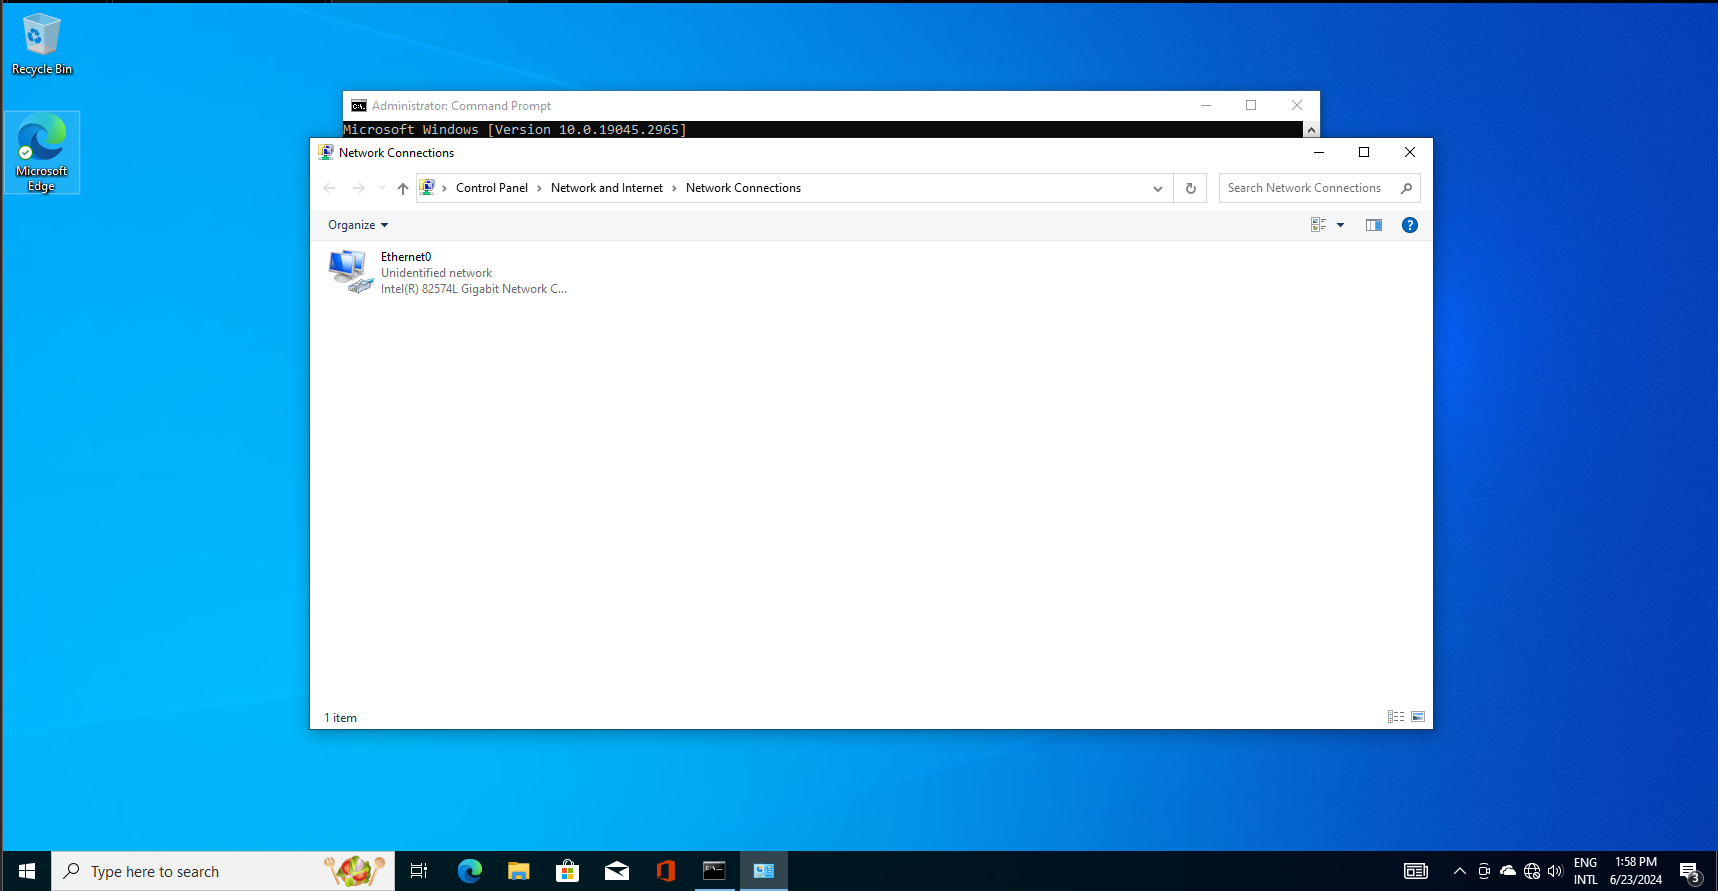 Recycle Bin
Microsoft
Edge
Administrator: Command Prompt
Microsoft Windows [Version 10.0.19045.2965]
Network Connections
Control Panel
Network and Internet
Network Connections
Search Network Connections
Organize
Ethernet0
Unidentified network
Intel(R) 82574L Gigabit Network C...
1 item
Type here to search
ENG
INTL
1:58 PM
6/23/2024
3